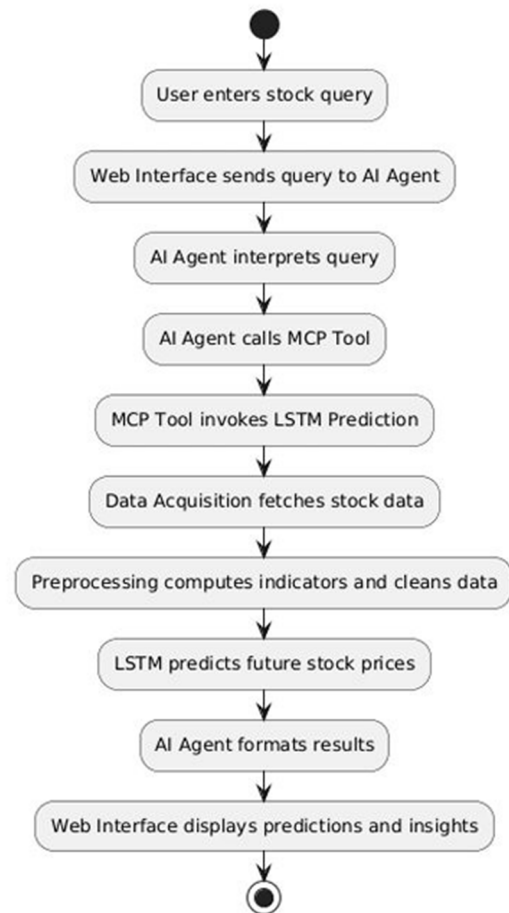 User enters stock query
Web Interface sends query to AI Agent
AI Agent interprets query
AI Agent calls MCP Tool
MCP Tool invokes LSTM Prediction
Data Acquisition fetches stock data
Preprocessing computes indicators and cleans data
LSTM predicts future stock prices
AI Agent formats results
Web Interface displays predictions and insights